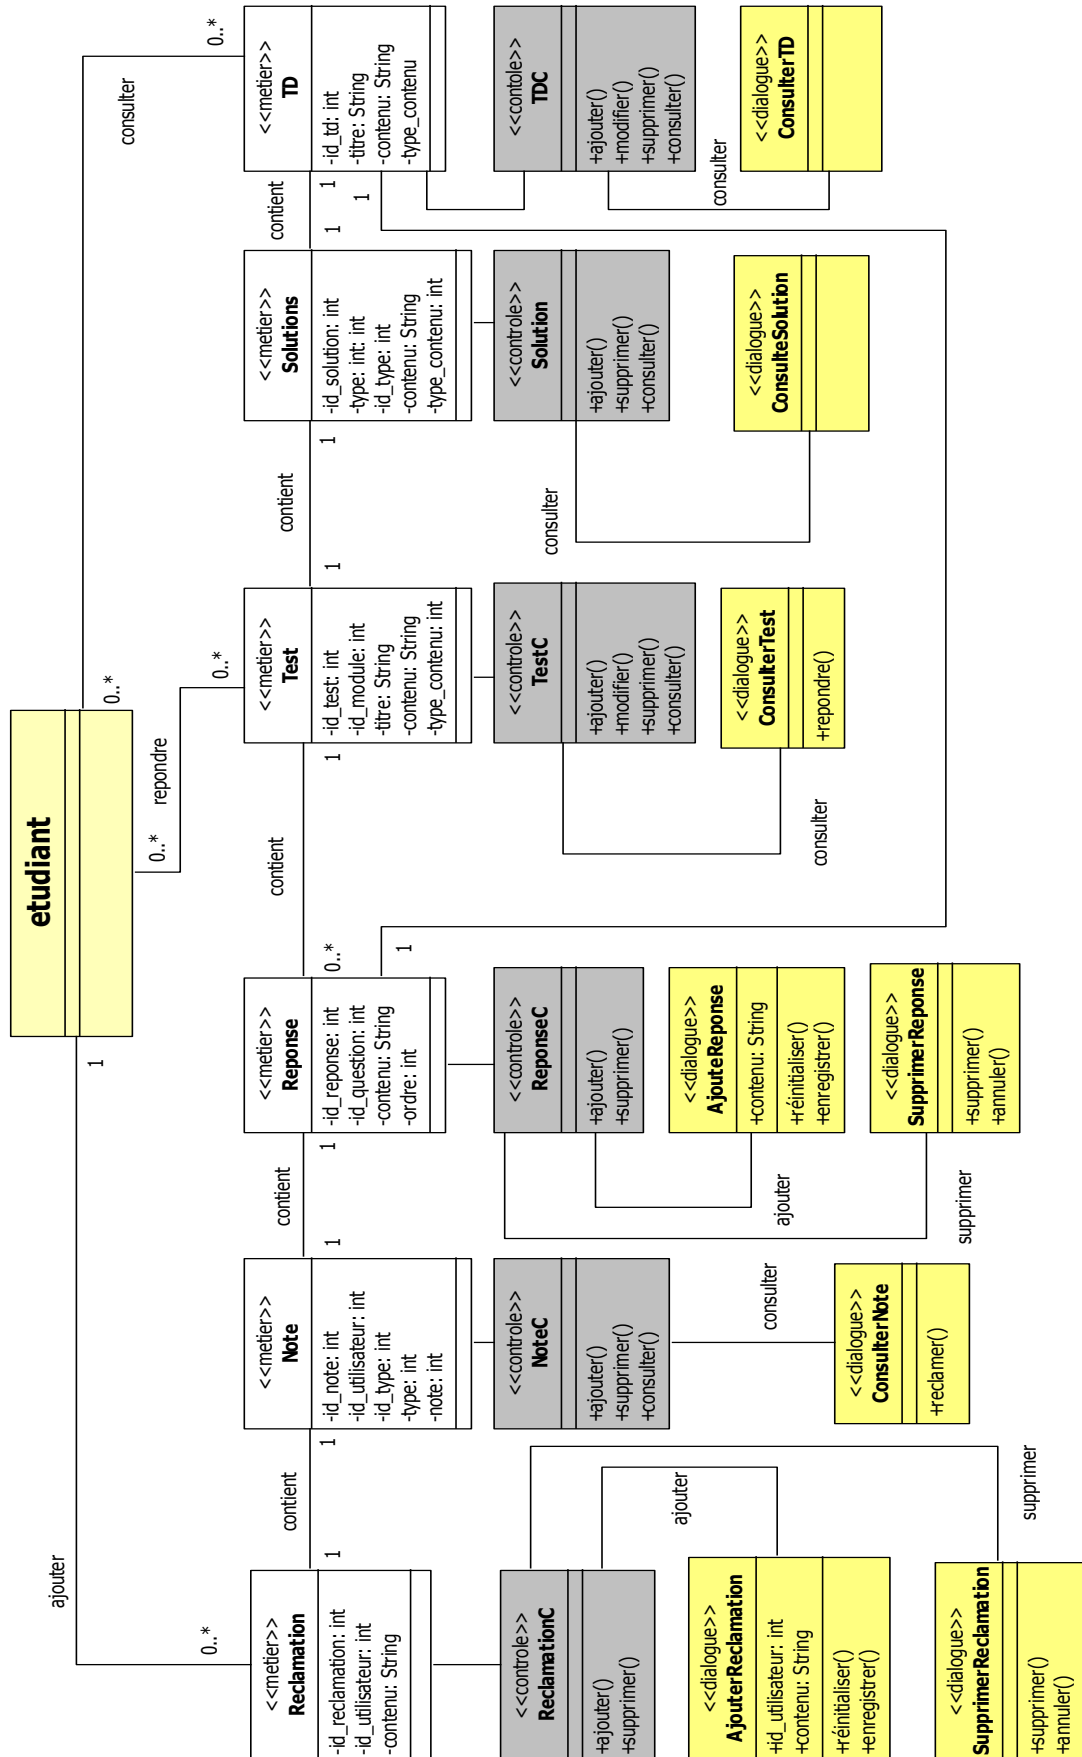 etudiant
ajouter
1
0..*
repondre
0..*
0..*
consulter
0..*
0..*
<<metier>>
Reclamation
-id_reclamation: int
-id_utilisateur: int
-contenu: String
1
contient
1
<<metier>>
Note
-id_note: int
-id_utilisateur: int
-id_type: int
-type: int
-note: int
1
contient
1
<<metier>>
Reponse
-id_reponse: int
-id_question: int
-contenu: String
-ordre: int
0..*
contient
1
1
<<metier>>
Test
-id_test: int
-id_module: int
-titre: String
-contenu: String
-type_contenu: int
1
contient
1
<<metier>>
Solutions
-id_solution: int
-type: int: int
-id_type: int
-contenu: String
-type_contenu: int
1
contient
1
1
<<metier>>
TD
-id_td: int
-titre: String
-contenu: String
-type_contenu
<<controle>>
ReclamationC
+ajouter()
+supprimer()
<<controle>>
NoteC
+ajouter()
+supprimer()
+consulter()
<<controle>>
ReponseC
+ajouter()
+supprimer()
<<controle>>
TestC
+ajouter()
+modifier()
+supprimer()
+consulter()
<<controle>>
Solution
+ajouter()
+supprimer()
+consulter()
<<contole>>
TDC
+ajouter()
+modifier()
+supprimer()
+consulter()
ajouter
supprimer
consulter
ajouter
supprimer
consulter
consulter
consulter
<<dialogue>>
AjouterReclamation
+id_utilisateur: int
+contenu: String
+réinitialiser()
+enregistrer()
<<dialogue>>
SupprimerReclamation
+supprimer()
+annuler()
<<dialogue>>
ConsulterNote
+reclamer()
<<dialogue>>
AjouteReponse
+contenu: String
+réinitialiser()
+enregistrer()
<<dialogue>>
SupprimerReponse
+supprimer()
+annuler()
<<dialogue>>
ConsulterTest
+repondre()
<<dialogue>>
ConsulteSolution
<<dialogue>>
ConsulterTD